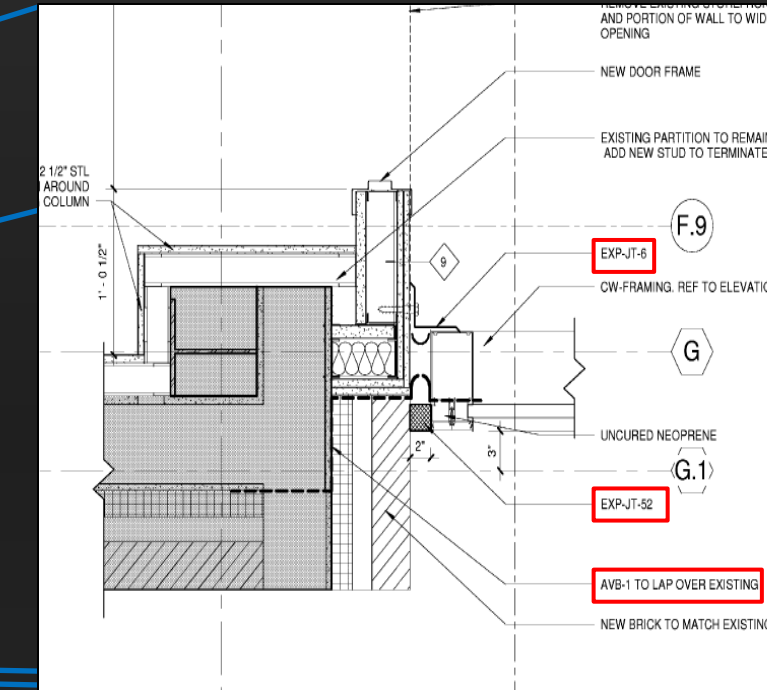 AND PORTION OF WALL TO WID
OPENING
NEW DOOR FRAME
EXISTING PARTITION TO REMAIN
ADD NEW STUD TO TERMINATE
2 1/2" STL
AROUND
COLUMN
F.9
9
EXP-JT-6
1' - 0 1/2"
CW-FRAMING. REF TO ELEVATIO
G
UNCURED NEOPRENE
2"
3"
G.1
EXP-JT-52
AVB-1 TO LAP OVER EXISTING
NEW BRICK TO MATCH EXISTING